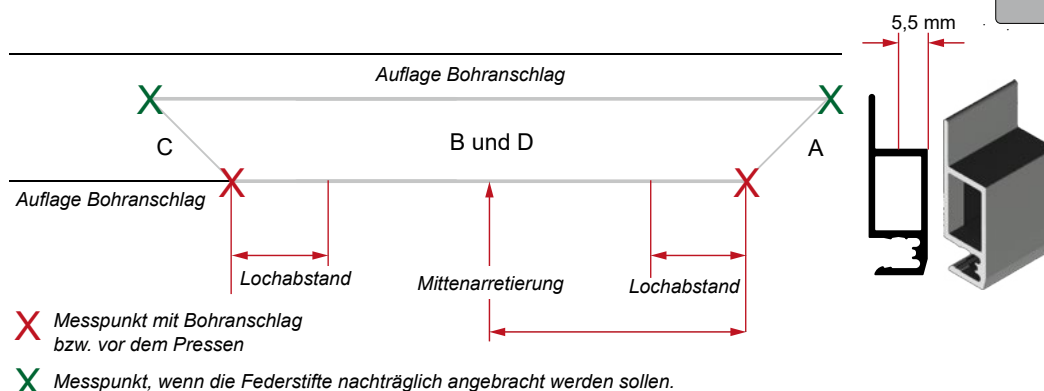 5,5 mm
Auflage Bohranschlag
C
B und D
A
Auflage Bohranschlag
Lochabstand
Mittenarretierung
Lochabstand
X Messpunkt mit Bohranschlag
bzw. vor dem Pressen
X Messpunkt, wenn die Federstifte nachträglich angebracht werden sollen.